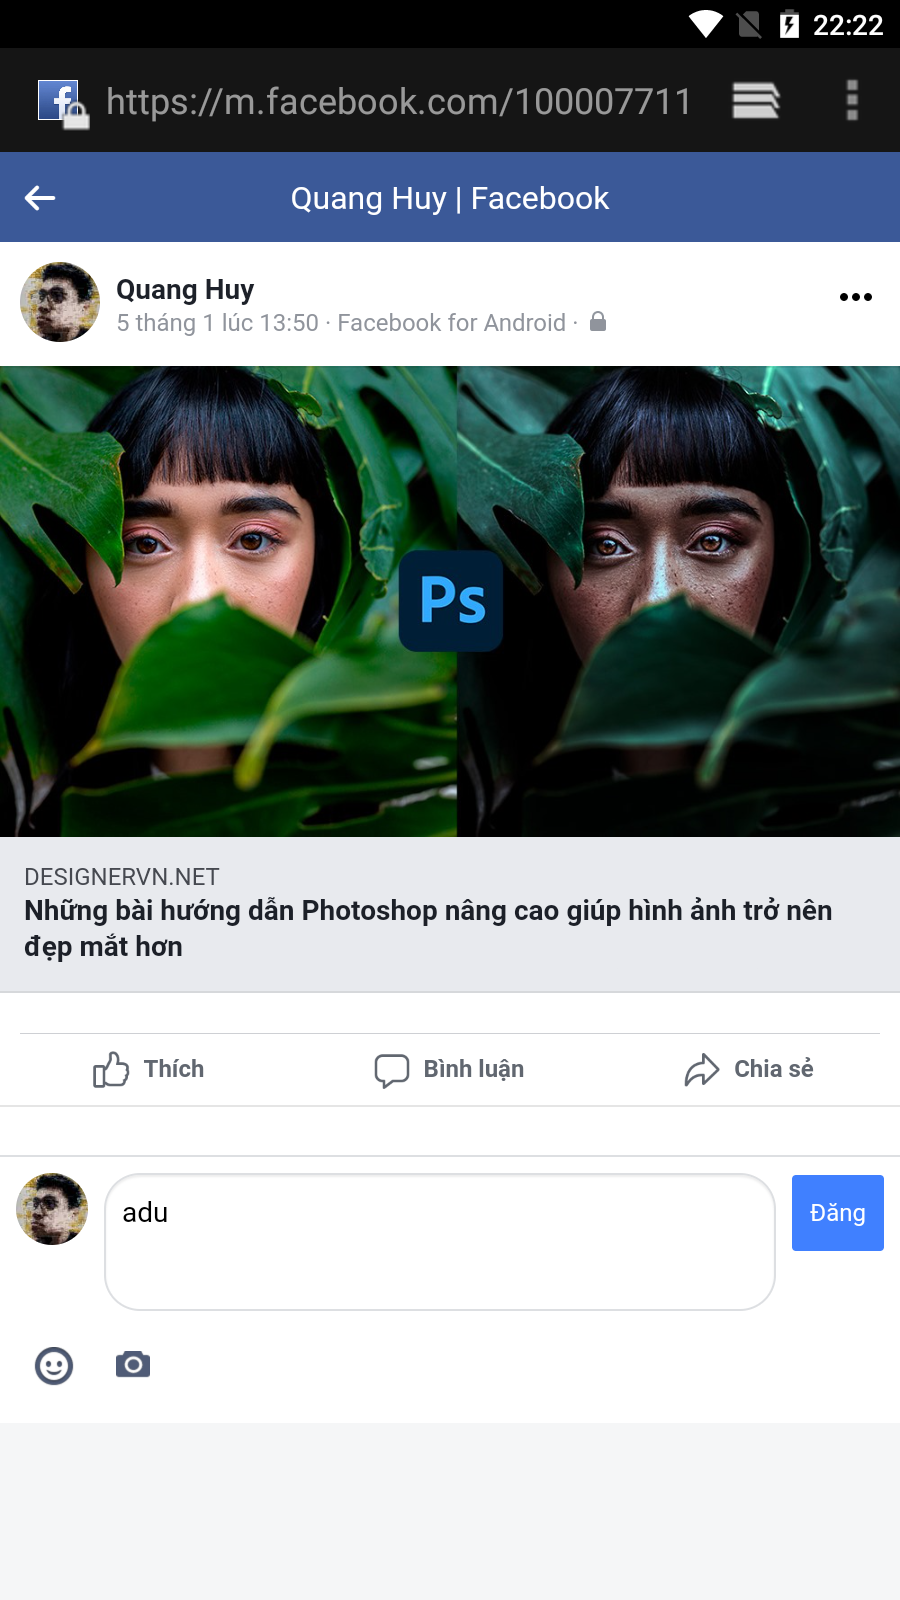 22:22
https://m.facebook.com/100007711
Quang Huy | Facebook
Quang Huy
5 tháng 1 lúc 13:50 · Facebook for Android ·
Ps
DESIGNERVN.NET
Những bài hướng dẫn Photoshop nâng cao giúp hình ảnh trở nên
đẹp mắt hơn
Thích Bình luận Chia sẻ
adu
Đăng